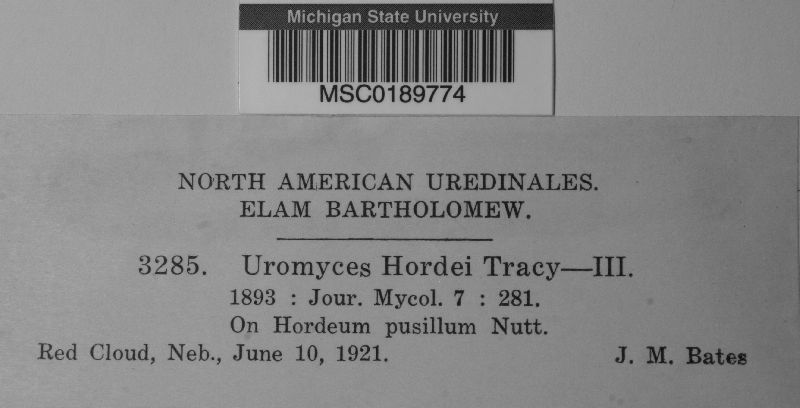 Michigan State University
MSC0189774
NORTH AMERICAN UREDINALES.
ELAM BARTHOLOMEW.
3285. Uromyces Hordei Tracy—III.
1893 : Jour. Mycol. 7 : 281.
On Hordeum pusillum Nutt.
Red Cloud, Neb., June 10, 1921. J. M. Bates